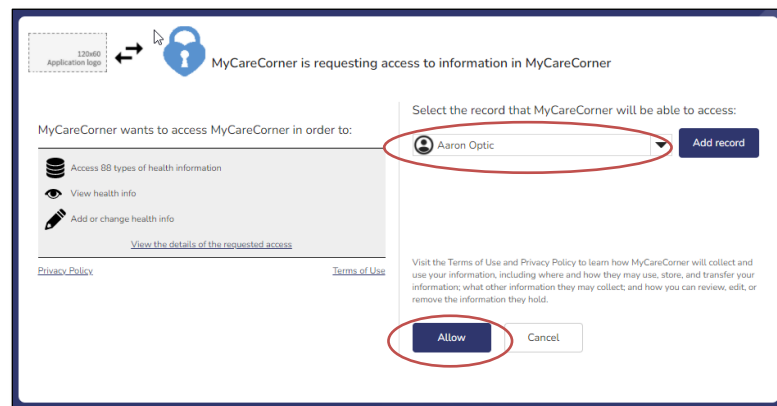 120x60
Application logo
MyCareCorner is requesting access to information in MyCareCorner
MyCareCorner wants to access MyCareCorner in order to:
Access 88 types of health information
View health info
Add or change health info
View the details of the requested access
Privacy Policy
Terms of Use
Select the record that MyCareCorner will be able to access:
Aaron Optic
Add record
Visit the Terms of Use and Privacy Policy to learn how MyCareCorner will collect and
use your information, including where and how they may use, store, and transfer your
information; what other information they may collect; and how you can review, edit, or
remove the information they hold.
Allow
Cancel